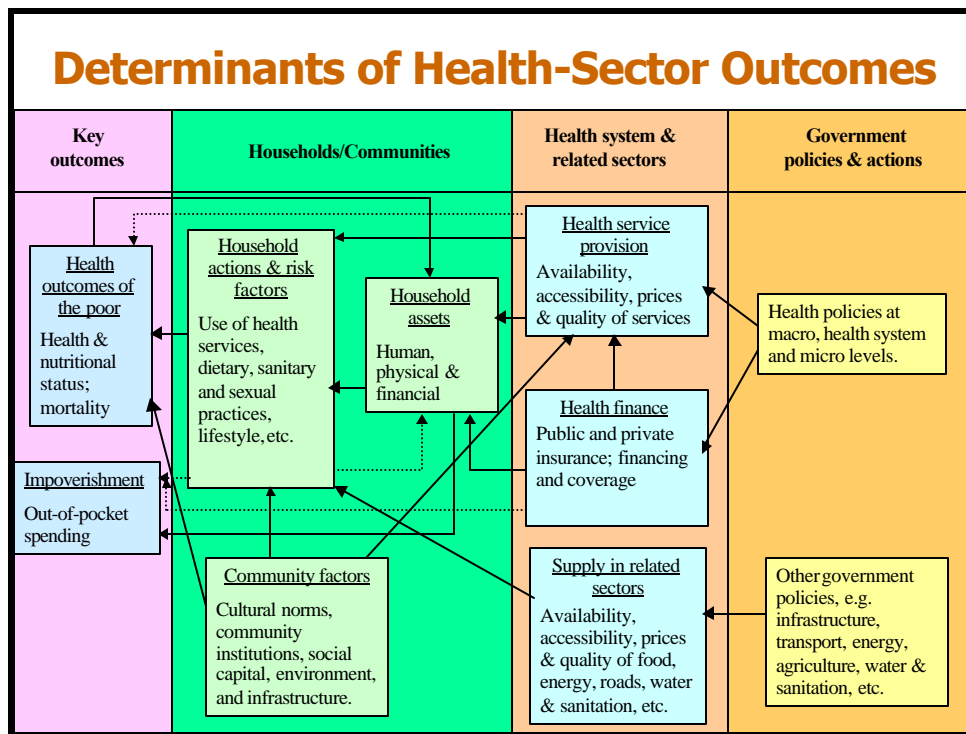 Determinants of Health-Sector Outcomes
Key
outcomes
Households/Communities
Health system &
related sectors
Government
policies & actions
Health
outcomes of
the poor
Health &
nutritional
status;
mortality
Impoverishment
Out-of-pocket
spending
Household
actions & risk
factors
Use of health
services,
dietary, sanitary
and sexual
practices,
lifestyle, etc.
Household
assets
Human,
physical &
financial
Community factors
Cultural norms,
community
institutions, social
capital, environment,
and infrastructure.
Health service
provision
Availability,
accessibility, prices
& quality of services
Health finance
Public and private
insurance; financing
and coverage
Supply in related
sectors
Availability,
accessibility, prices
& quality of food,
energy, roads, water
& sanitation, etc.
Health policies at
macro, health system
and micro levels.
Other government
policies, e.g.
infrastructure,
transport, energy,
agriculture, water &
sanitation, etc.